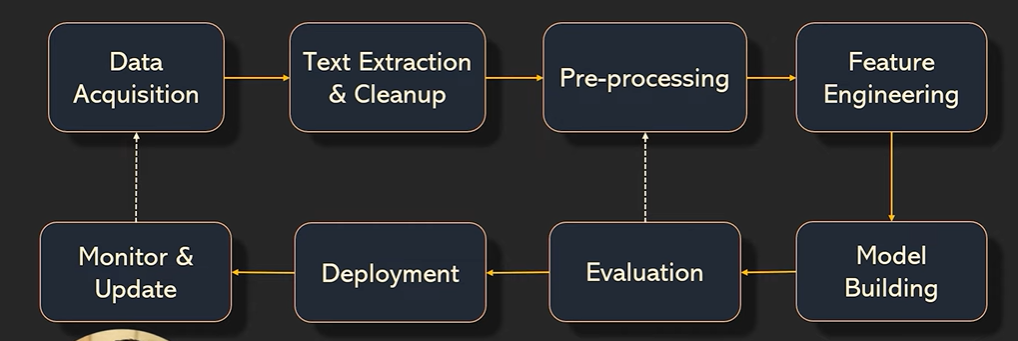 Data
Acquisition
Text Extraction
& Cleanup
Pre-processing
Feature
Engineering
Monitor &
Update
Deployment
Evaluation
Model
Building